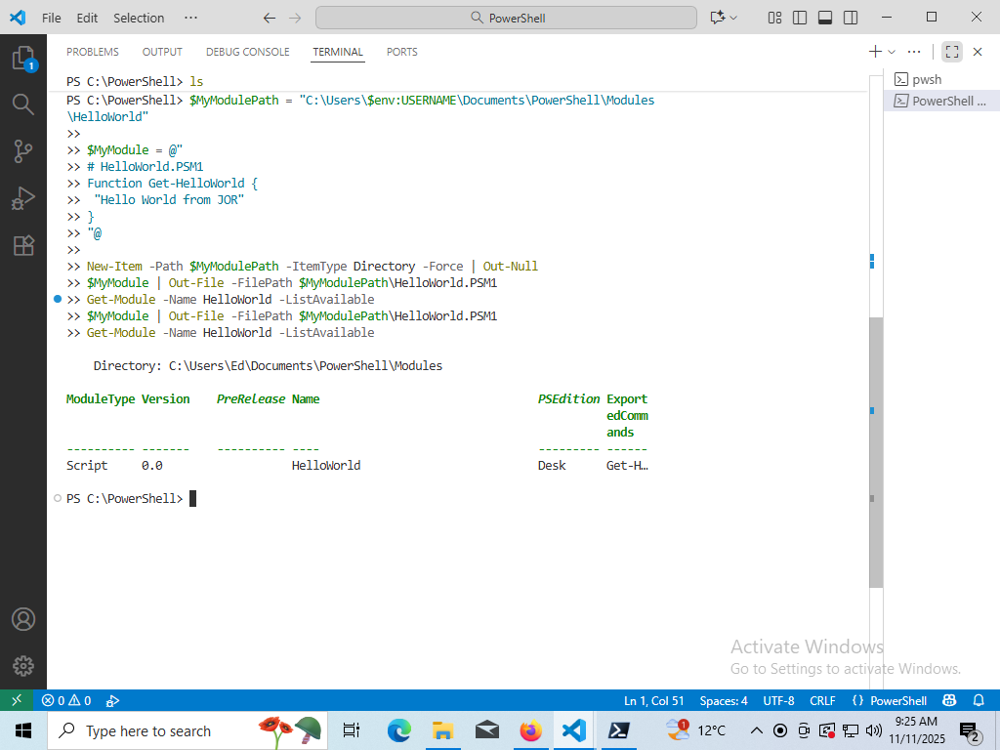 File Edit Selection ··· PowerShell
PROBLEMS OUTPUT DEBUG CONSOLE TERMINAL PORTS
PS C:\PowerShell> ls
PS C:\PowerShell> $MyModulePath = "C:\Users\$env:USERNAME\Documents\PowerShell\Modules
\HelloWorld"
>>
>> $MyModule = @"
>> # HelloWorld.PSM1
>> Function Get-HelloWorld {
>>  "Hello World from JOR"
>> }
>> "@
>>
>> New-Item -Path $MyModulePath -ItemType Directory -Force | Out-Null
>> $MyModule | Out-File -FilePath $MyModulePath\HelloWorld.PSM1
>> Get-Module -Name HelloWorld -ListAvailable
>> $MyModule | Out-File -FilePath $MyModulePath\HelloWorld.PSM1
>> Get-Module -Name HelloWorld -ListAvailable
Directory: C:\Users\Ed\Documents\PowerShell\Modules
ModuleType Version PreRelease Name PSEdition Export
edComm
ands
---------- ------- ---------- ---- --------- ------
Script 0.0 HelloWorld Desk Get-H…
PS C:\PowerShell>
pwsh
PowerShell ...
1
Activate Windows
Go to Settings to activate Windows.
0 0 Ln 1, Col 51 Spaces: 4 UTF-8 CRLF {} PowerShell
Type here to search 1 12°C 9:25 AM
11/11/2025 2